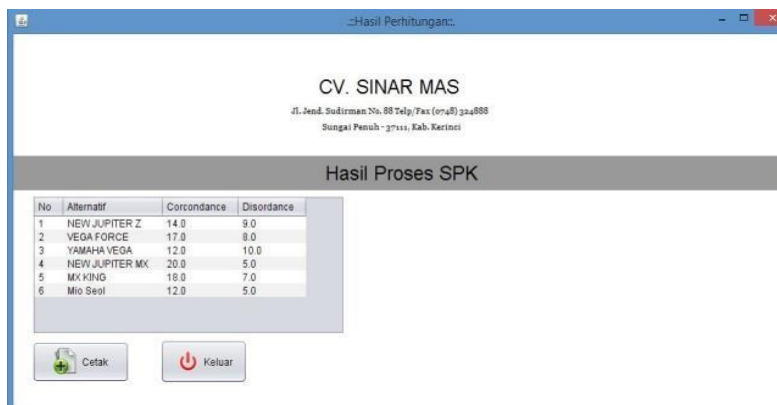 .::Hasil Perhitungan::.
CV. SINAR MAS
Jl. Jend. Sudirman No. 88 Telp/Fax (0748) 324888
Sungai Penuh - 37111, Kab. Kerinci
Hasil Proses SPK
No Alternatif Corcondance Disordance
1 NEW JUPITER Z 14.0 9.0
2 VEGA FORCE 17.0 8.0
3 YAMAHA VEGA 12.0 10.0
4 NEW JUPITER MX 20.0 5.0
5 MX KING 18.0 7.0
6 Mio Seol 12.0 5.0
Cetak Keluar